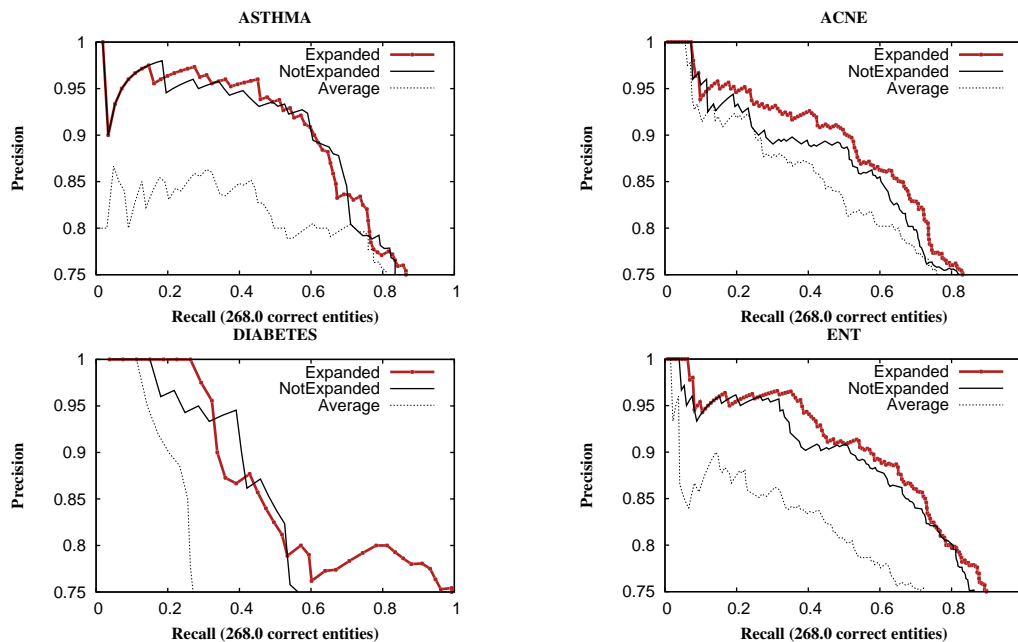 ASTHMA
1
0.95
0.9
0.85
0.8
0.75
Precision
Expanded
NotExpanded
Average
0 0.2 0.4 0.6 0.8 1
Recall (268.0 correct entities)
ACNE
1
0.95
0.9
0.85
0.8
0.75
Precision
Expanded
NotExpanded
Average
0 0.2 0.4 0.6 0.8 1
Recall (268.0 correct entities)
DIABETES
1
0.95
0.9
0.85
0.8
0.75
Precision
Expanded
NotExpanded
Average
0 0.2 0.4 0.6 0.8 1
Recall (268.0 correct entities)
ENT
1
0.95
0.9
0.85
0.8
0.75
Precision
Expanded
NotExpanded
Average
0 0.2 0.4 0.6 0.8 1
Recall (268.0 correct entities)